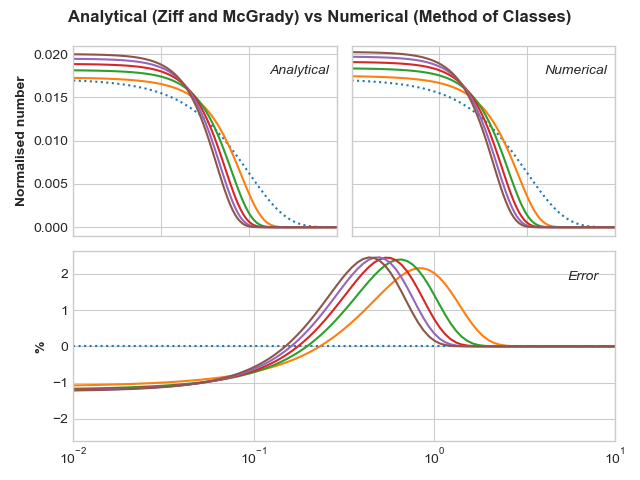 Analytical (Ziff and McGrady) vs Numerical (Method of Classes)
Normalised number
0.020
0.015
0.010
0.005
0.000
Analytical
Numerical
%
2
1
0
−1
−2
Error
10⁻² 10⁻¹ 10⁰ 10¹